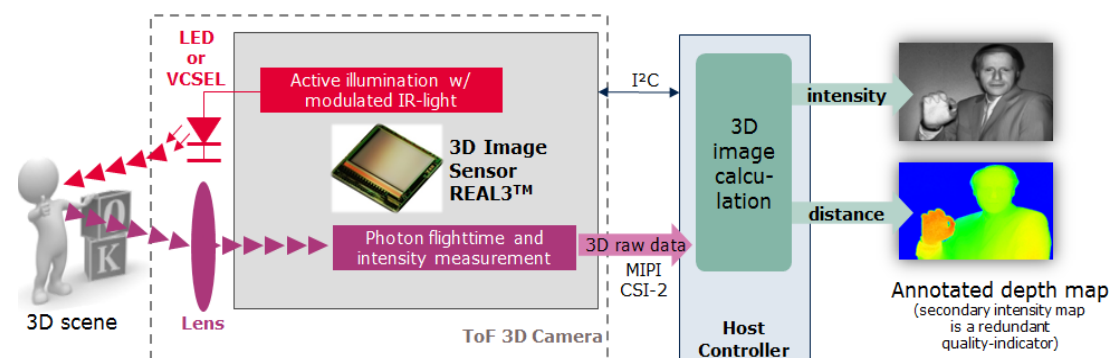 LED
or
VCSEL
Active illumination w/
modulated IR-light
3D Image
Sensor
REAL3™
I²C
3D
image
calcu-
lation
intensity
distance
Photon flighttime and
intensity measurement
3D raw data
MIPI
CSI-2
O
K
3D scene
Lens
ToF 3D Camera
Host
Controller
Annotated depth map
(secondary intensity map
is a redundant
quality-indicator)